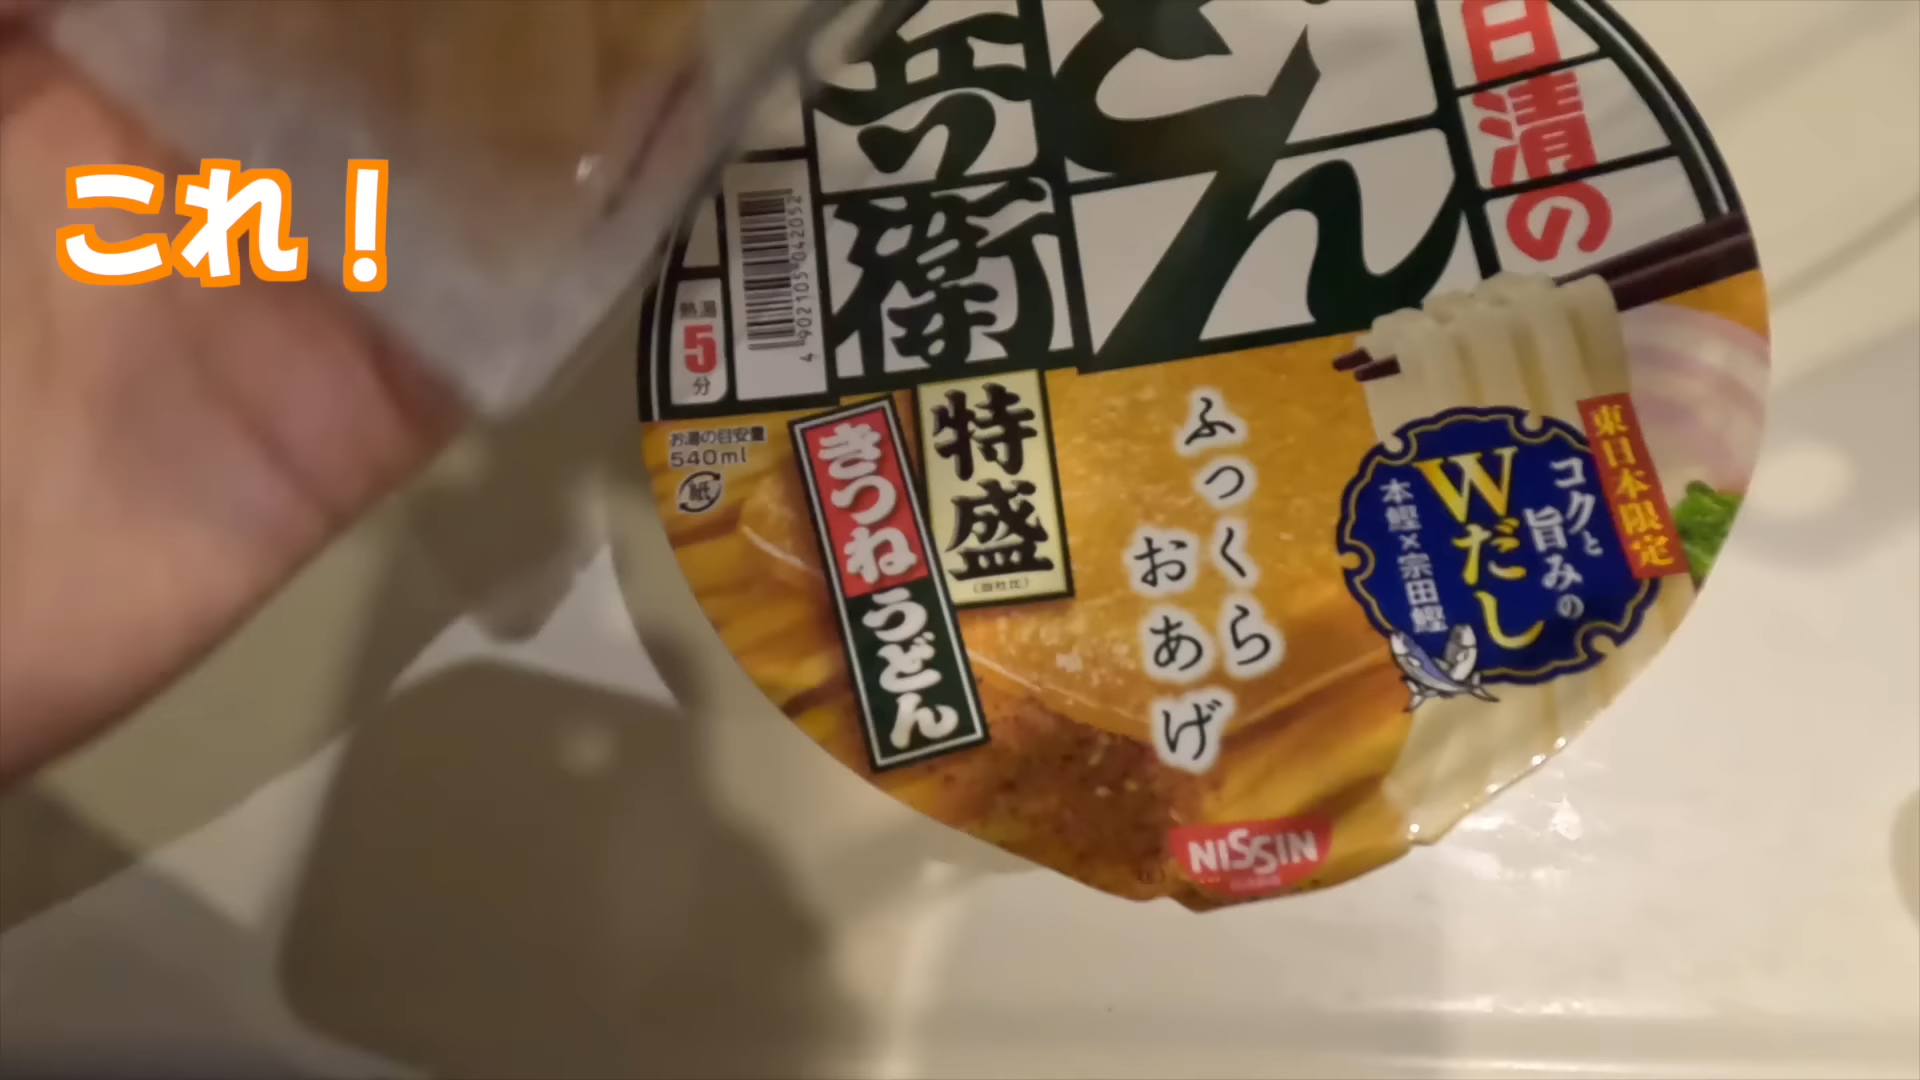 これ!
日清の
どん
兵衛
熱湯
5
分
4902105042052
お湯の目安量
540ml
紙
特盛
(当社比)
きつねうどん
ふっくら
おあげ
東日本限定
コクと
旨みの
Wだし
本鰹×宗田鰹
NISSIN